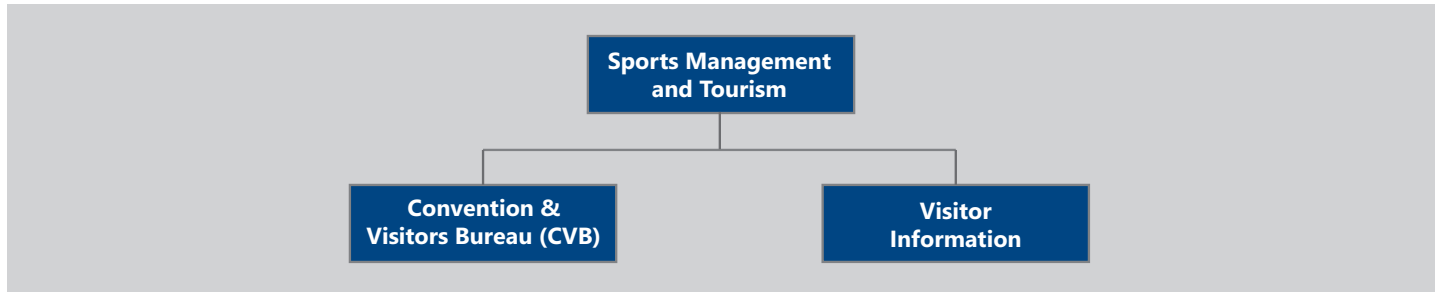 Sports Management
and Tourism
Convention &
Visitors Bureau (CVB)
Visitor
Information